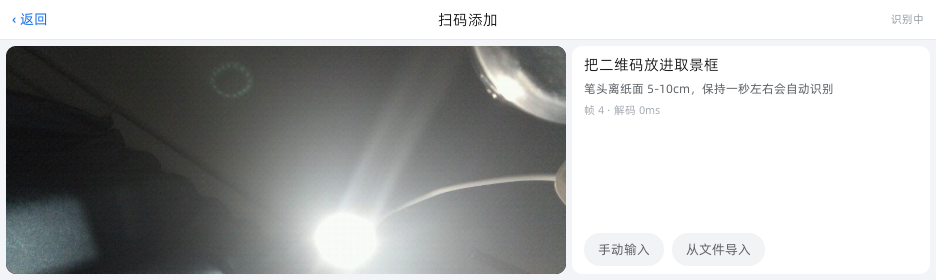 ‹ 返回
扫码添加
识别中
把二维码放进取景框
笔头离纸面 5-10cm，保持一秒左右会自动识别
帧 4 · 解码 0ms
手动输入
从文件导入